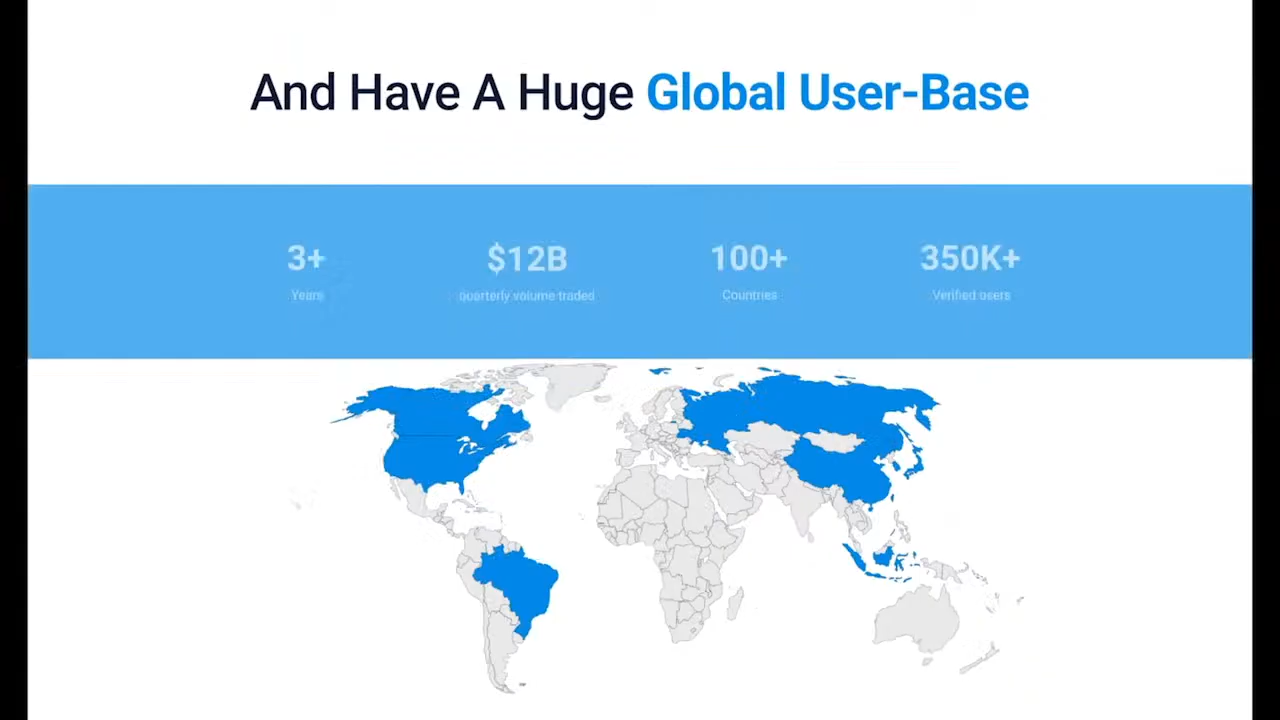 And Have A Huge Global User-Base
3+
$12B
100+
350K+
Years
quarterly volume traded
Countries
Verified users